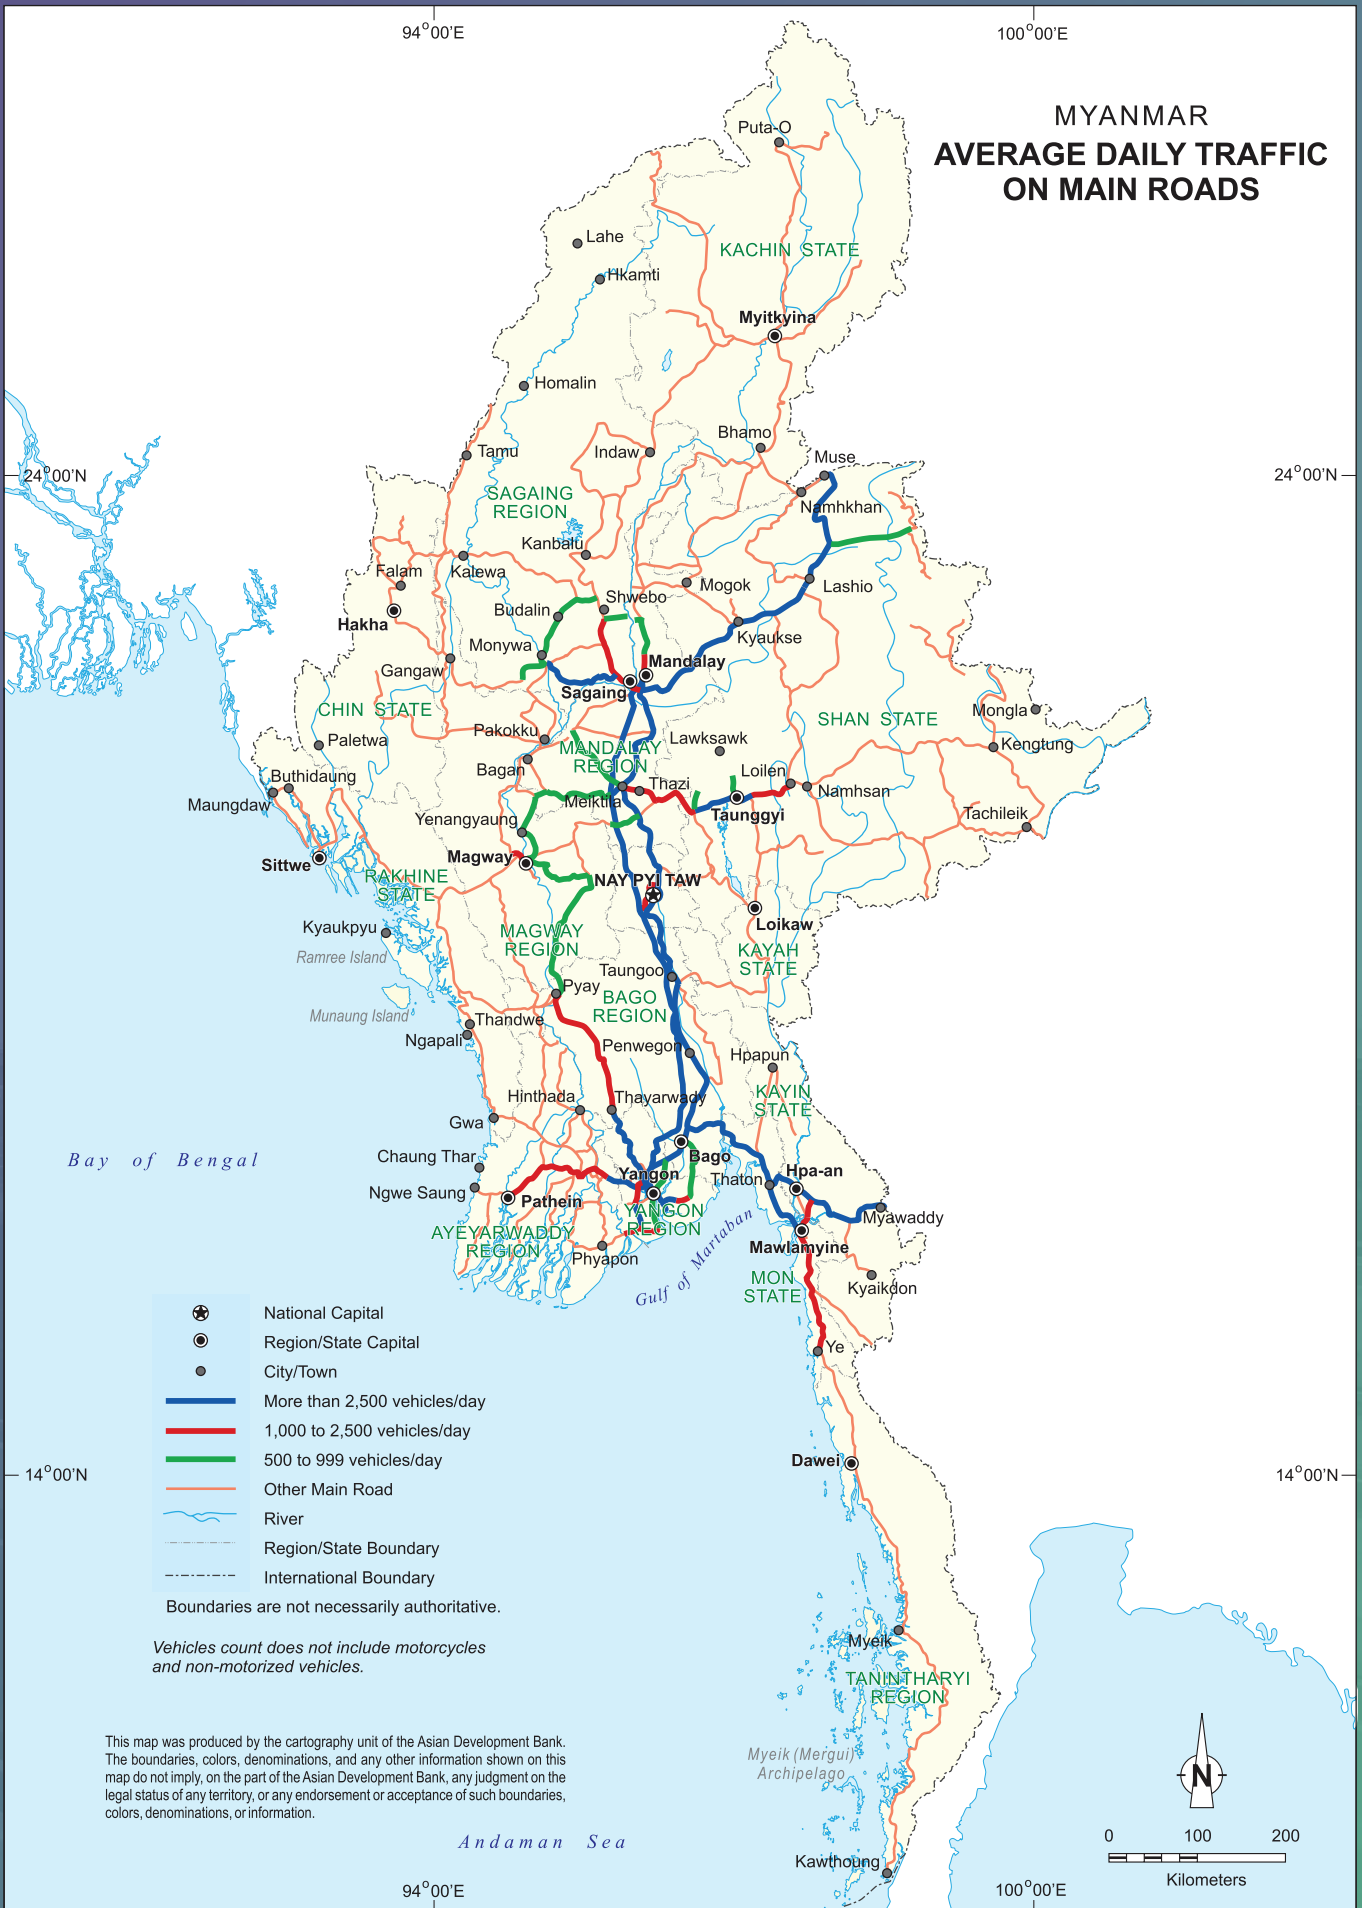 94°00'E
100°00'E
MYANMAR
AVERAGE DAILY TRAFFIC
ON MAIN ROADS
Puta-O
Lahe
KACHIN STATE
Hkamti
Myitkyina
Homalin
Bhamo
Tamu
Indaw
Muse
24°00'N
24°00'N
SAGAING
REGION
Namhkhan
Kanbalu
Falam
Kalewa
Mogok
Lashio
Shwebo
Budalin
Hakha
Kyaukse
Monywa
Mandalay
Gangaw
Sagaing
CHIN STATE
Mongla
SHAN STATE
Pakokku
Paletwa
Lawksawk
Kengtung
MANDALAY
REGION
Bagan
Loilen
Buthidaung
Thazi
Namhsan
Maungdaw
Meiktila
Taunggyi
Tachileik
Yenangyaung
Magway
Sittwe
RAKHINE
STATE
NAY PYI TAW
Loikaw
Kyaukpyu
MAGWAY
REGION
KAYAH
STATE
Ramree Island
Taungoo
Pyay
BAGO
REGION
Munaung Island
Thandwe
Ngapali
Penwegon
Hpapun
KAYIN
STATE
Hinthada
Thayarwady
Gwa
Bay of Bengal
Chaung Thar
Bago
Yangon
Hpa-an
Thaton
Ngwe Saung
Pathein
YANGON
REGION
Myawaddy
AYEYARWADDY
REGION
Gulf of Martaban
Mawlamyine
Phyapon
MON
STATE
Kyaikdon
National Capital
Region/State Capital
Ye
City/Town
More than 2,500 vehicles/day
1,000 to 2,500 vehicles/day
500 to 999 vehicles/day
Dawei
14°00'N
14°00'N
Other Main Road
River
Region/State Boundary
International Boundary
Boundaries are not necessarily authoritative.
Vehicles count does not include motorcycles
and non-motorized vehicles.
Myeik
TANINTHARYI
REGION
This map was produced by the cartography unit of the Asian Development Bank.
The boundaries, colors, denominations, and any other information shown on this
map do not imply, on the part of the Asian Development Bank, any judgment on the
legal status of any territory, or any endorsement or acceptance of such boundaries,
colors, denominations, or information.
Myeik (Mergui)
Archipelago
N
Andaman Sea
0 100 200
Kilometers
Kawthoung
94°00'E
100°00'E